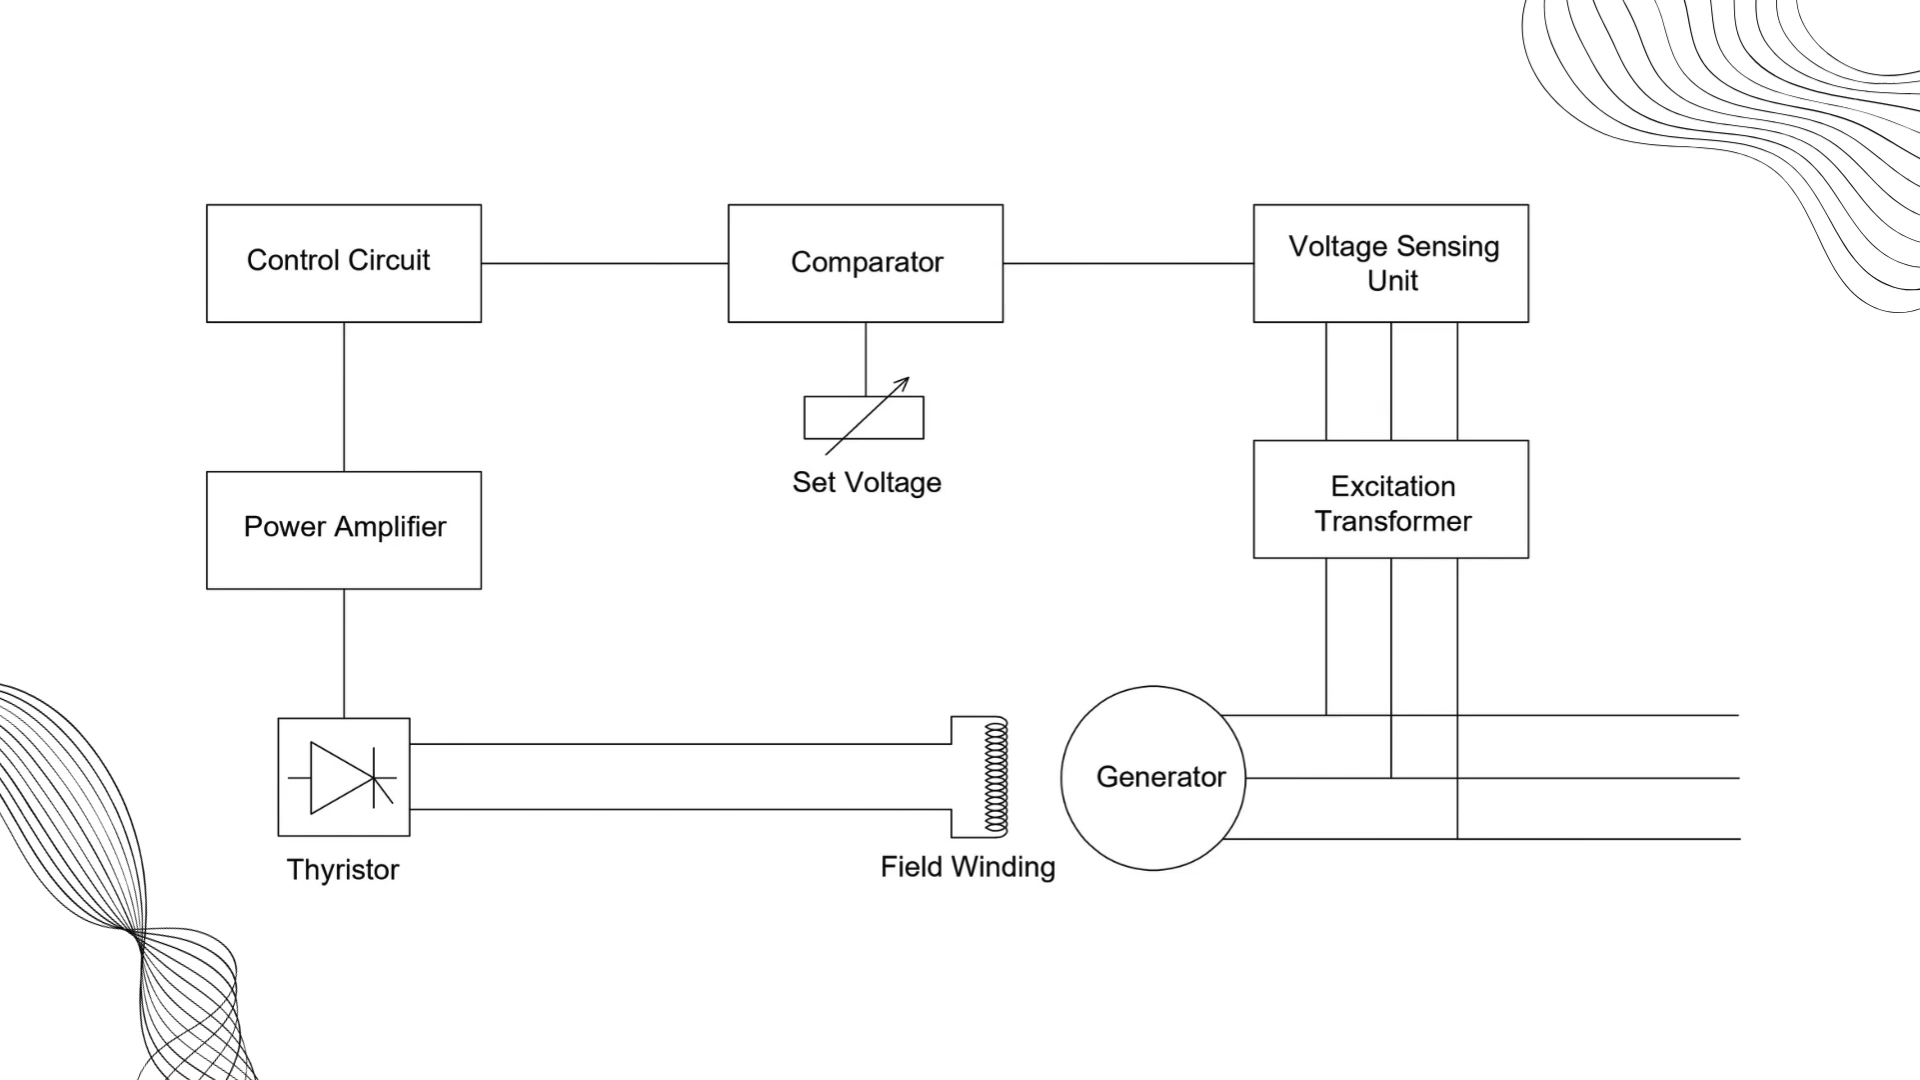 Control Circuit
Comparator
Voltage Sensing
Unit
Set Voltage
Power Amplifier
Excitation
Transformer
Thyristor
Field Winding
Generator